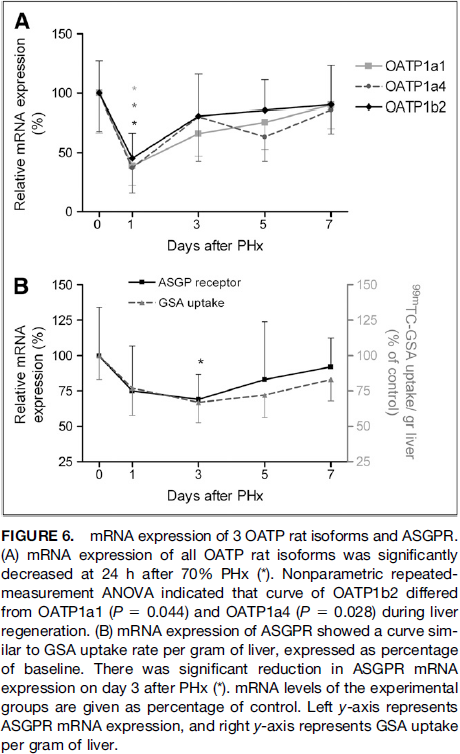 A
150
100
50
0
Relative mRNA expression
(%)
0 1 3 5 7
Days after PHx
*
*
*
OATP1a1
OATP1a4
OATP1b2
B
150
125
100
75
50
25
Relative mRNA
expression (%)
ASGP receptor
GSA uptake
*
150
125
100
75
50
25
99mTC-GSA uptake/ gr liver
(% of control)
0 1 3 5 7
Days after PHx
FIGURE 6. mRNA expression of 3 OATP rat isoforms and ASGPR.
(A) mRNA expression of all OATP rat isoforms was significantly
decreased at 24 h after 70% PHx (*). Nonparametric repeated-
measurement ANOVA indicated that curve of OATP1b2 differed
from OATP1a1 (P = 0.044) and OATP1a4 (P = 0.028) during liver
regeneration. (B) mRNA expression of ASGPR showed a curve sim-
ilar to GSA uptake rate per gram of liver, expressed as percentage
of baseline. There was significant reduction in ASGPR mRNA
expression on day 3 after PHx (*). mRNA levels of the experimental
groups are given as percentage of control. Left y-axis represents
ASGPR mRNA expression, and right y-axis represents GSA uptake
per gram of liver.